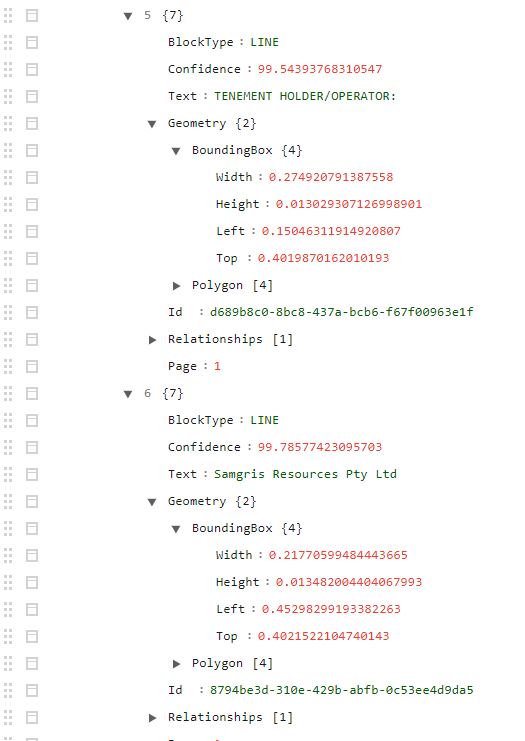 5 {7}
BlockType : LINE
Confidence : 99.54393768310547
Text : TENEMENT HOLDER/OPERATOR:
Geometry {2}
BoundingBox {4}
Width : 0.274920791387558
Height : 0.013029307126998901
Left : 0.15046311914920807
Top : 0.4019870162010193
Polygon [4]
Id : d689b8c0-8bc8-437a-bcb6-f67f00963e1f
Relationships [1]
Page : 1
6 {7}
BlockType : LINE
Confidence : 99.78577423095703
Text : Samgris Resources Pty Ltd
Geometry {2}
BoundingBox {4}
Width : 0.21770599484443665
Height : 0.013482004404067993
Left : 0.45298299193382263
Top : 0.4021522104740143
Polygon [4]
Id : 8794be3d-310e-429b-abfb-0c53ee4d9da5
Relationships [1]